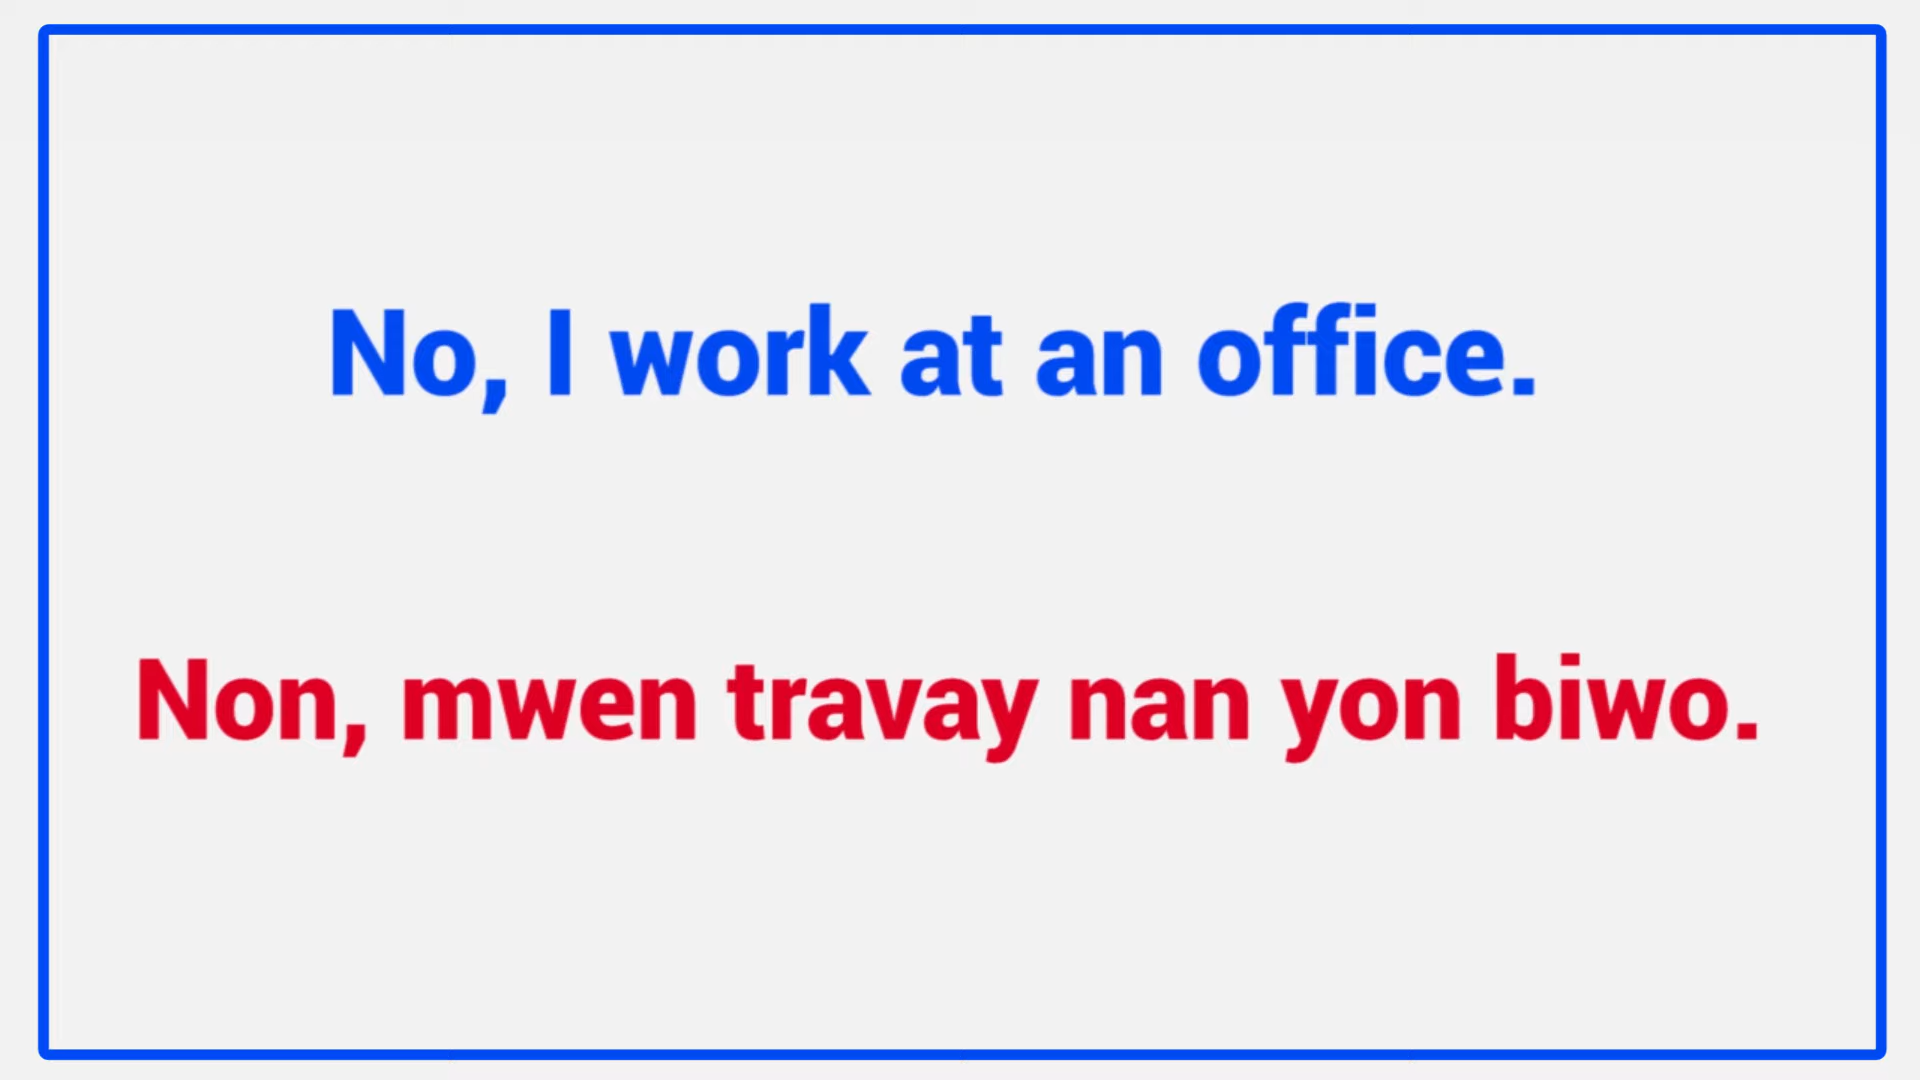 No, I work at an office.
Non, mwen travay nan yon biwo.